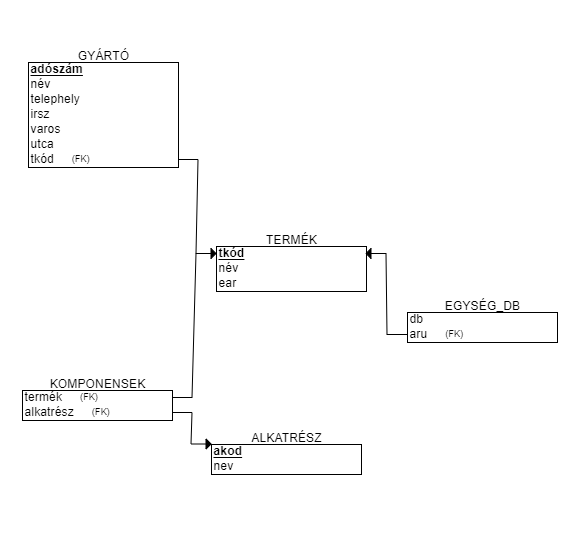 GYÁRTÓ
adószám
név
telephely
irsz
varos
utca
tkód (FK)
TERMÉK
tkód
név
ear
EGYSÉG_DB
db
aru (FK)
KOMPONENSEK
termék (FK)
alkatrész (FK)
ALKATRÉSZ
akod
nev